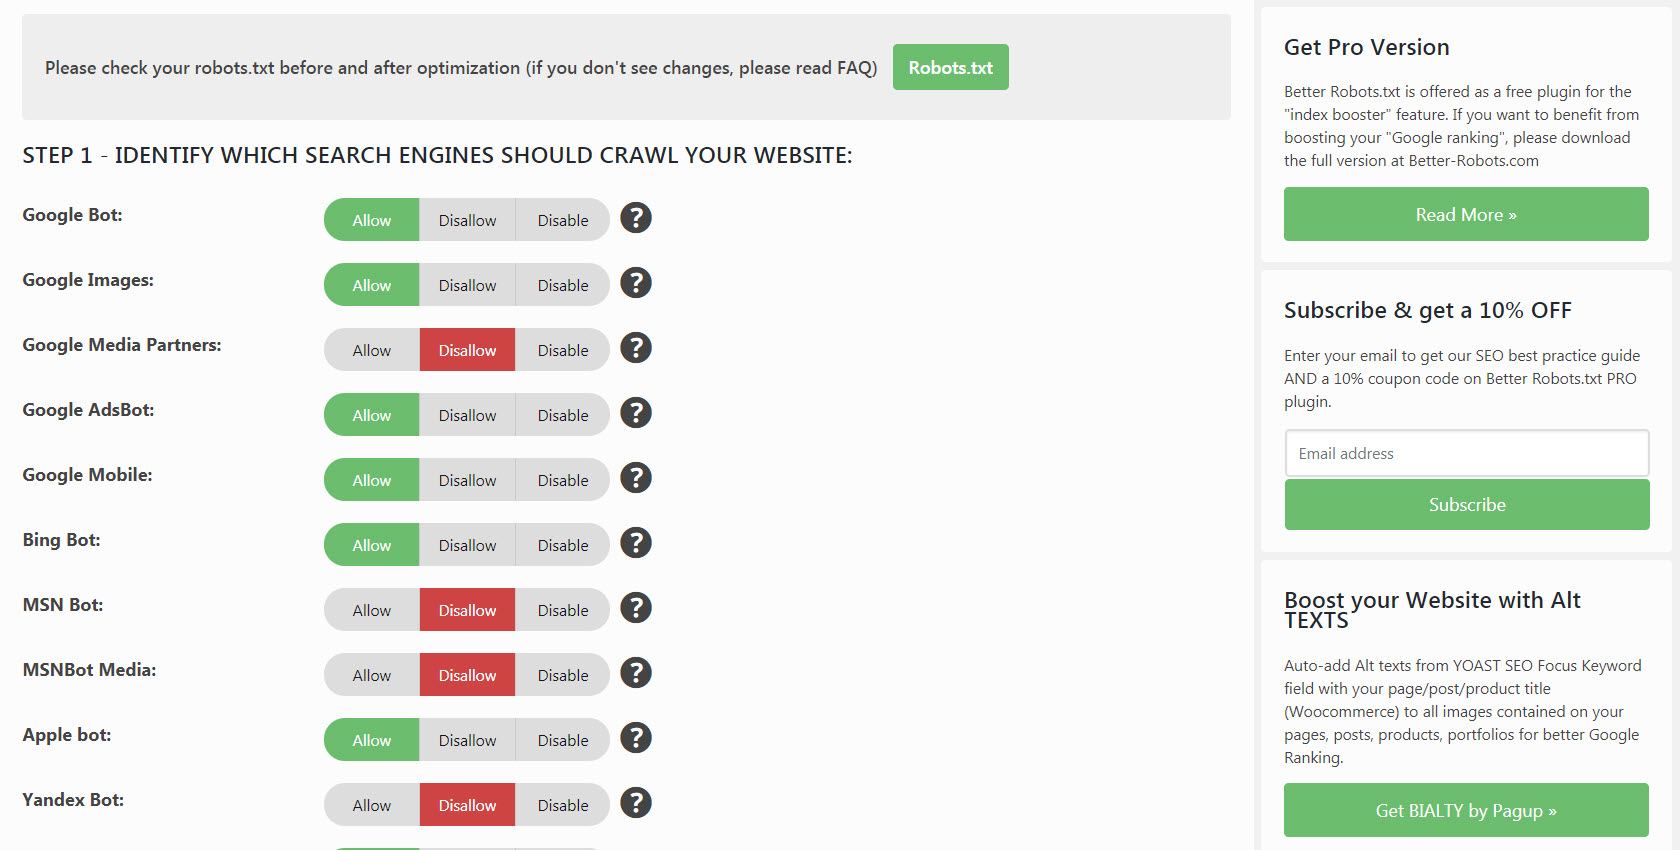 Please check your robots.txt before and after optimization (if you don't see changes, please read FAQ) Robots.txt
STEP 1 - IDENTIFY WHICH SEARCH ENGINES SHOULD CRAWL YOUR WEBSITE:
Google Bot: Allow Disallow Disable ?
Google Images: Allow Disallow Disable ?
Google Media Partners: Allow Disallow Disable ?
Google AdsBot: Allow Disallow Disable ?
Google Mobile: Allow Disallow Disable ?
Bing Bot: Allow Disallow Disable ?
MSN Bot: Allow Disallow Disable ?
MSNBot Media: Allow Disallow Disable ?
Apple bot: Allow Disallow Disable ?
Yandex Bot: Allow Disallow Disable ?
Get Pro Version
Better Robots.txt is offered as a free plugin for the
"index booster" feature. If you want to benefit from
boosting your "Google ranking", please download
the full version at Better-Robots.com
Read More »
Subscribe & get a 10% OFF
Enter your email to get our SEO best practice guide
AND a 10% coupon code on Better Robots.txt PRO
plugin.
Email address
Subscribe
Boost your Website with Alt
TEXTS
Auto-add Alt texts from YOAST SEO Focus Keyword
field with your page/post/product title
(Woocommerce) to all images contained on your
pages, posts, products, portfolios for better Google
Ranking.
Get BIALTY by Pagup »